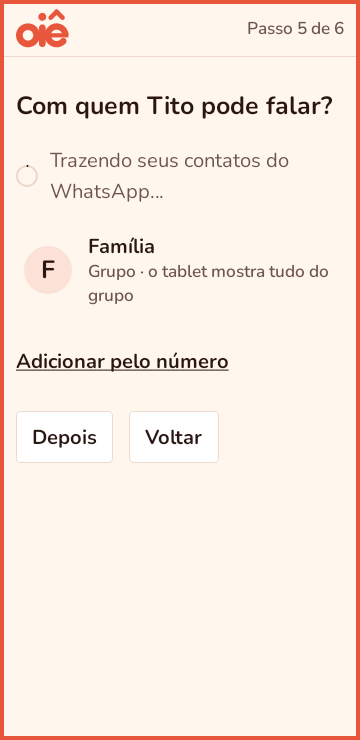 oiê
Passo 5 de 6
Com quem Tito pode falar?
Trazendo seus contatos do
WhatsApp...
F
Família
Grupo · o tablet mostra tudo do
grupo
Adicionar pelo número
Depois
Voltar